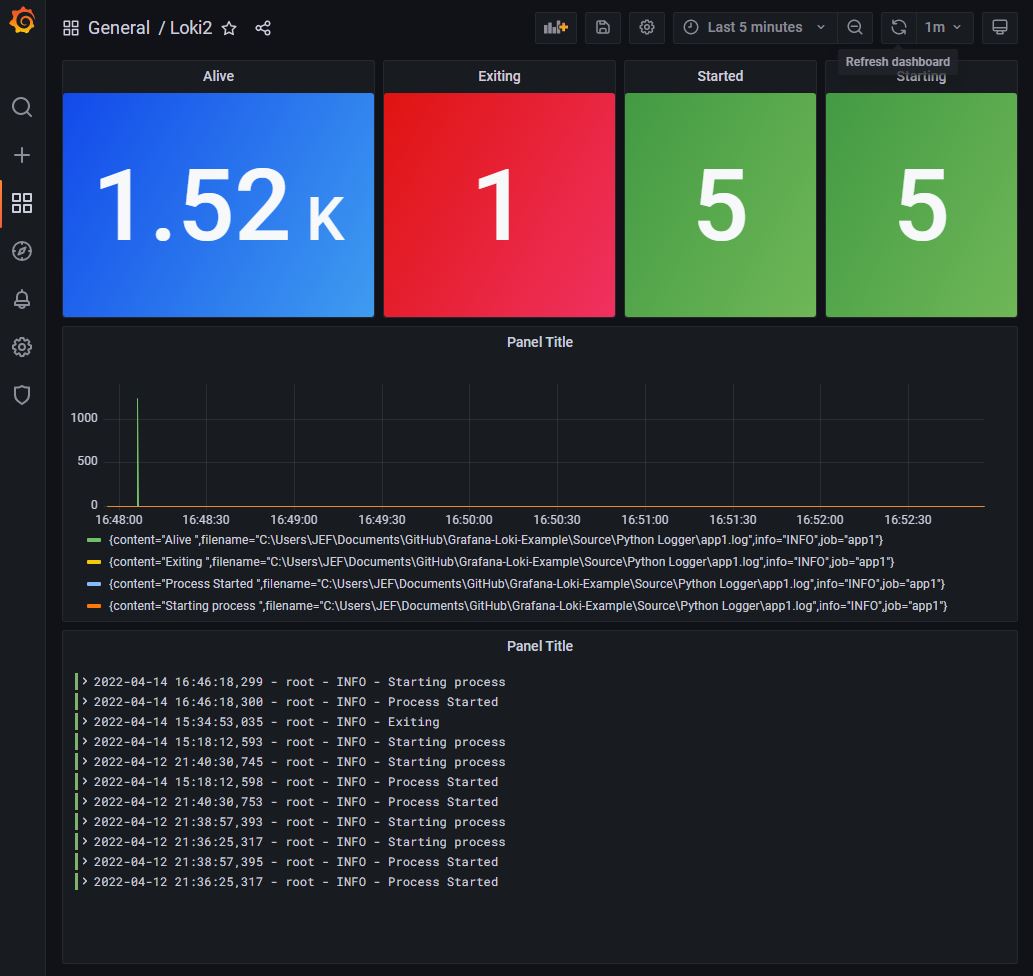 General / Loki2
Last 5 minutes
1m
Refresh dashboard
Alive
Exiting
Started
Starting
1.52 K
1
5
5
Panel Title
1000
500
0
16:48:00 16:48:30 16:49:00 16:49:30 16:50:00 16:50:30 16:51:00 16:51:30 16:52:00 16:52:30
{content="Alive ",filename="C:\Users\JEF\Documents\GitHub\Grafana-Loki-Example\Source\Python Logger\app1.log",info="INFO",job="app1"}
{content="Exiting ",filename="C:\Users\JEF\Documents\GitHub\Grafana-Loki-Example\Source\Python Logger\app1.log",info="INFO",job="app1"}
{content="Process Started ",filename="C:\Users\JEF\Documents\GitHub\Grafana-Loki-Example\Source\Python Logger\app1.log",info="INFO",job="app1"}
{content="Starting process ",filename="C:\Users\JEF\Documents\GitHub\Grafana-Loki-Example\Source\Python Logger\app1.log",info="INFO",job="app1"}
Panel Title
> 2022-04-14 16:46:18,299 - root - INFO - Starting process
> 2022-04-14 16:46:18,300 - root - INFO - Process Started
> 2022-04-14 15:34:53,035 - root - INFO - Exiting
> 2022-04-14 15:18:12,593 - root - INFO - Starting process
> 2022-04-12 21:40:30,745 - root - INFO - Starting process
> 2022-04-14 15:18:12,598 - root - INFO - Process Started
> 2022-04-12 21:40:30,753 - root - INFO - Process Started
> 2022-04-12 21:38:57,393 - root - INFO - Starting process
> 2022-04-12 21:36:25,317 - root - INFO - Starting process
> 2022-04-12 21:38:57,395 - root - INFO - Process Started
> 2022-04-12 21:36:25,317 - root - INFO - Process Started